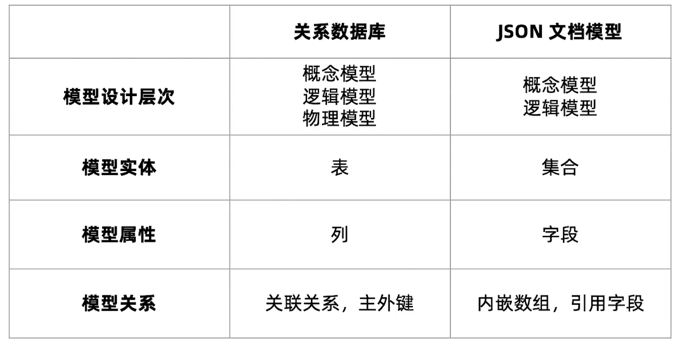 关系数据库
JSON 文档模型
模型设计层次
概念模型
逻辑模型
物理模型
概念模型
逻辑模型
模型实体
表
集合
模型属性
列
字段
模型关系
关联关系，主外键
内嵌数组，引用字段